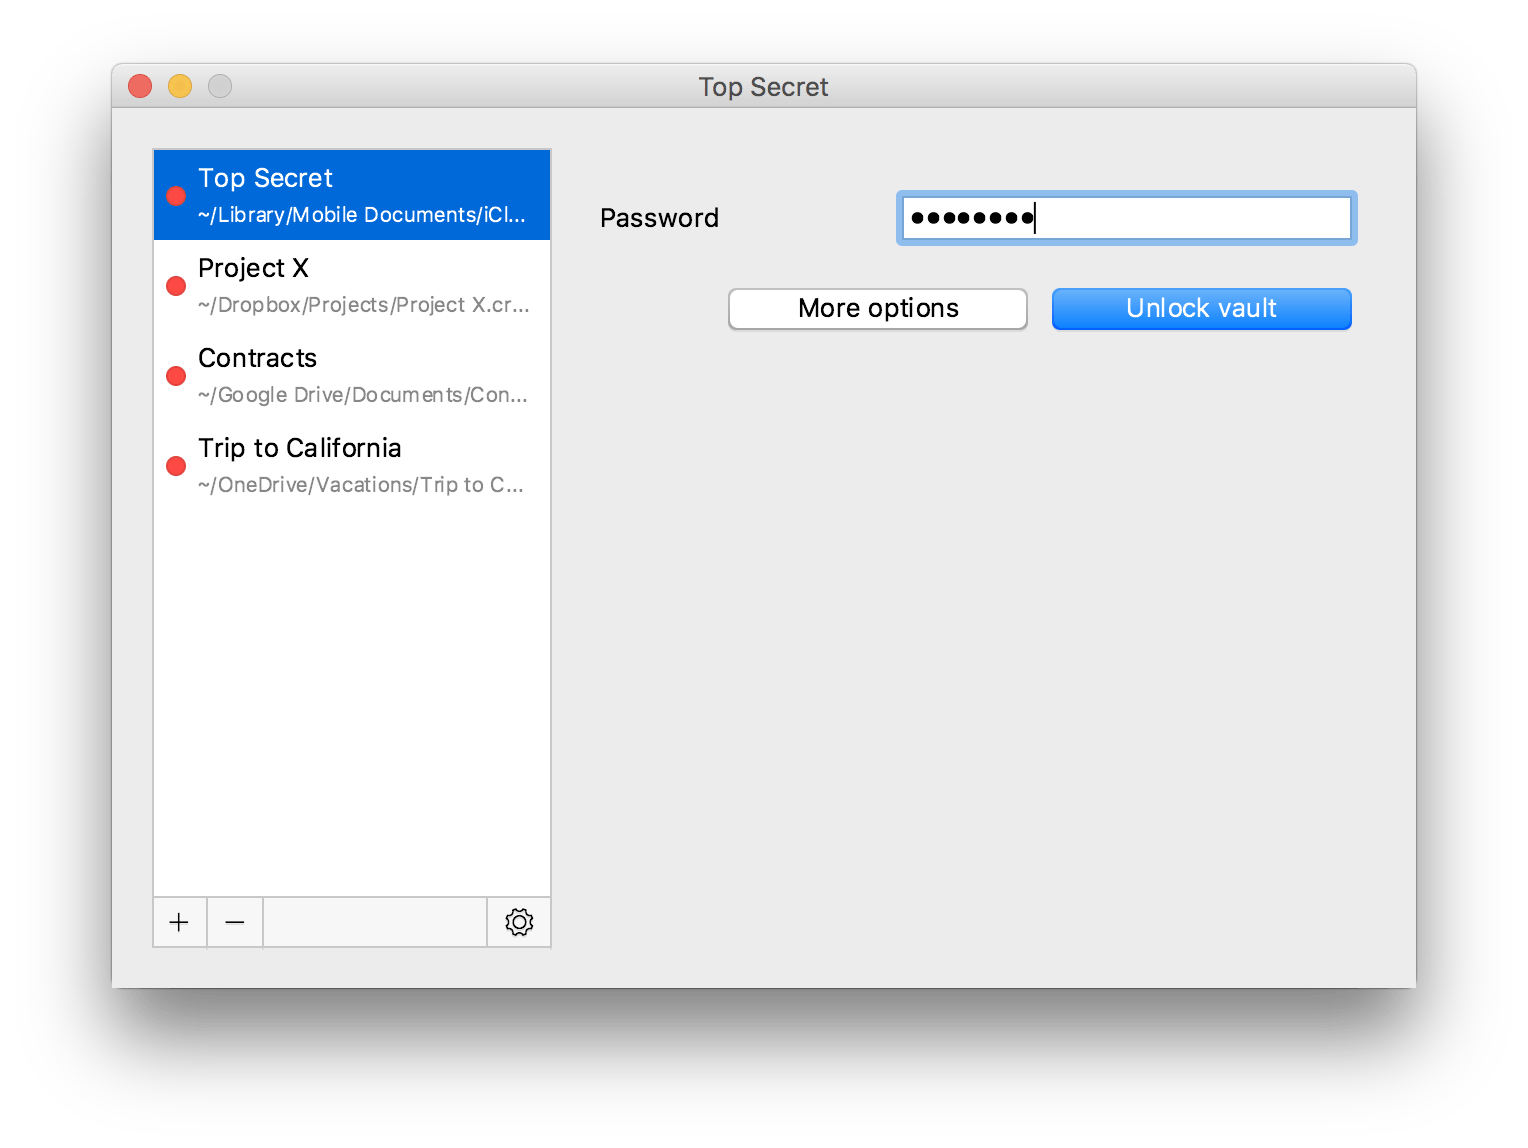 Top Secret
Top Secret
~/Library/Mobile Documents/iCl...
Project X
~/Dropbox/Projects/Project X.cr...
Contracts
~/Google Drive/Documents/Con...
Trip to California
~/OneDrive/Vacations/Trip to C...
Password
More options
Unlock vault